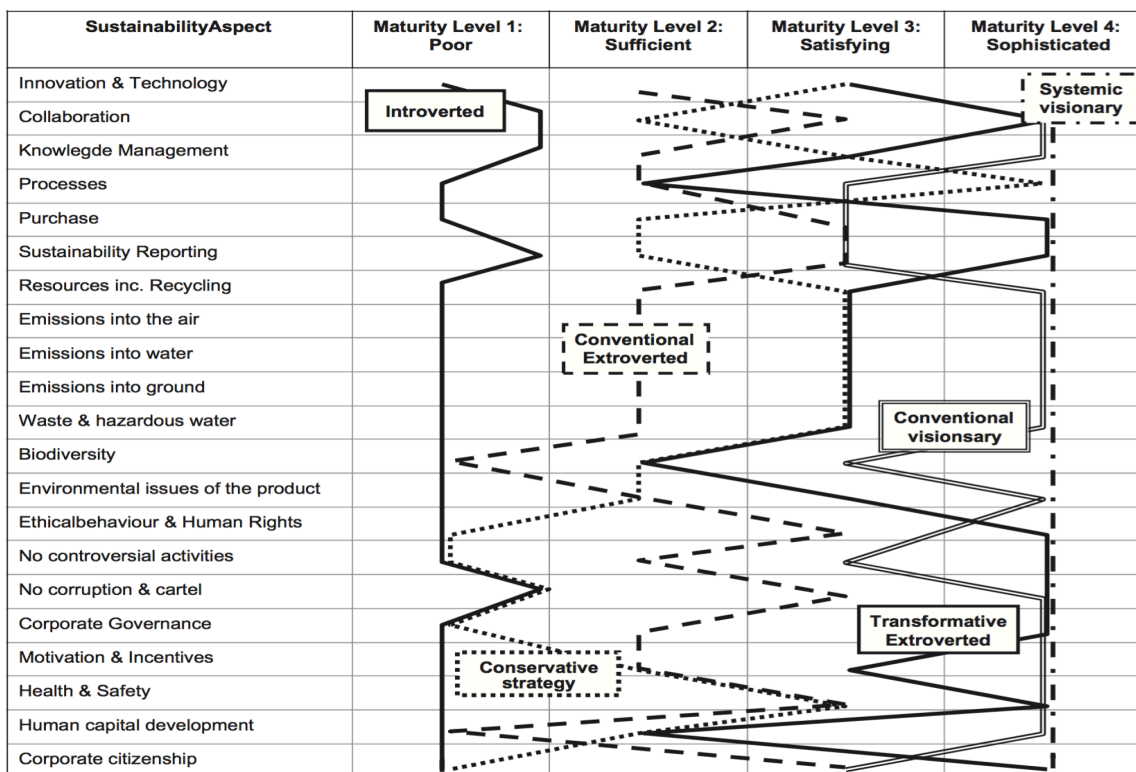 SustainabilityAspect
Maturity Level 1:
Poor
Maturity Level 2:
Sufficient
Maturity Level 3:
Satisfying
Maturity Level 4:
Sophisticated
Innovation & Technology
Collaboration
Knowlegde Management
Processes
Purchase
Sustainability Reporting
Resources inc. Recycling
Emissions into the air
Emissions into water
Emissions into ground
Waste & hazardous water
Biodiversity
Environmental issues of the product
Ethicalbehaviour & Human Rights
No controversial activities
No corruption & cartel
Corporate Governance
Motivation & Incentives
Health & Safety
Human capital development
Corporate citizenship
Introverted
Systemic
visionary
Conventional
Extroverted
Conventional
visionsary
Transformative
Extroverted
Conservative
strategy